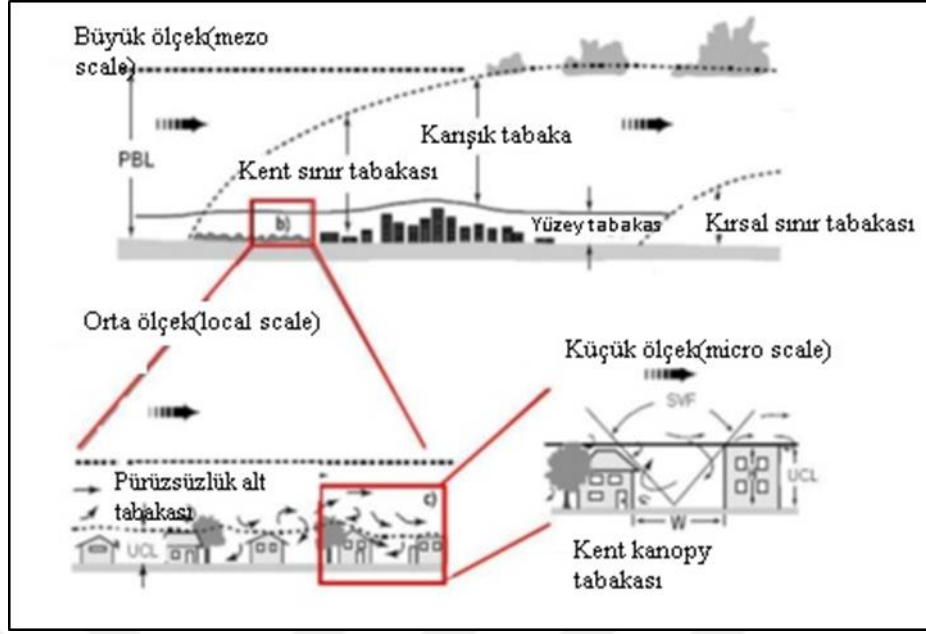 Büyük ölçek(mezo
scale)
PBL
Karışık tabaka
Kent sınır tabakası
b)
Yüzey tabakas
Kırsal sınır tabakası
Orta ölçek(local scale)
Küçük ölçek(micro scale)
SVF
Pürüzsüzlük alt
tabakası
c)
UCL
H
UCL
W
Kent kanopy
tabakası